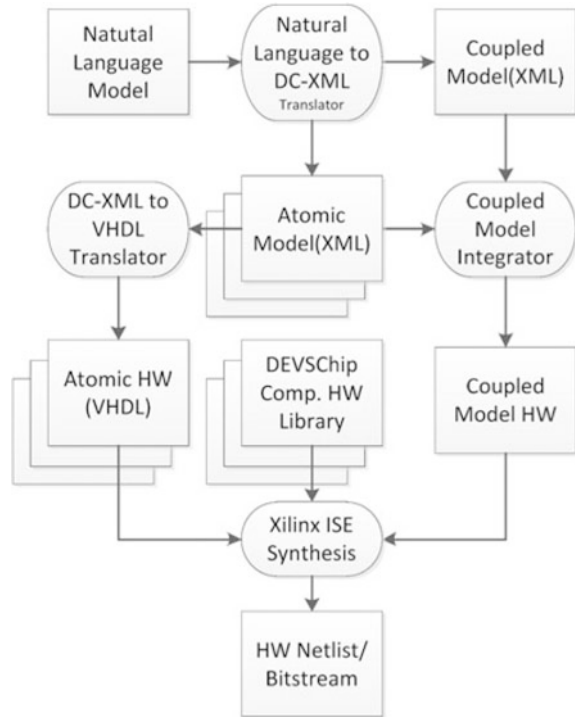 Natutal
Language
Model
Natural
Language to
DC-XML
Translator
Coupled
Model(XML)
DC-XML to
VHDL
Translator
Atomic
Model(XML)
Coupled
Model
Integrator
Atomic HW
(VHDL)
DEVSChip
Comp. HW
Library
Coupled
Model HW
Xilinx ISE
Synthesis
HW Netlist/
Bitstream